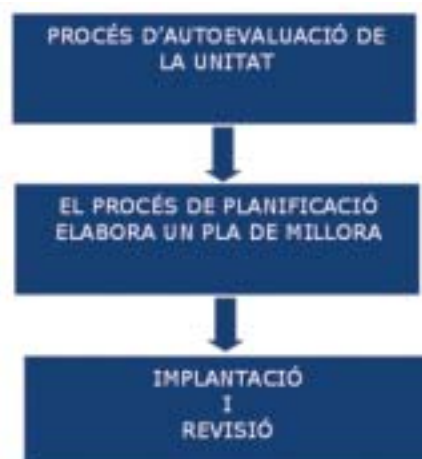 PROCÉS D'AUTOEVALUACIÓ DE
LA UNITAT
EL PROCÉS DE PLANIFICACIÓ
ELABORA UN PLA DE MILLORA
IMPLANTACIÓ
I
REVISIÓ